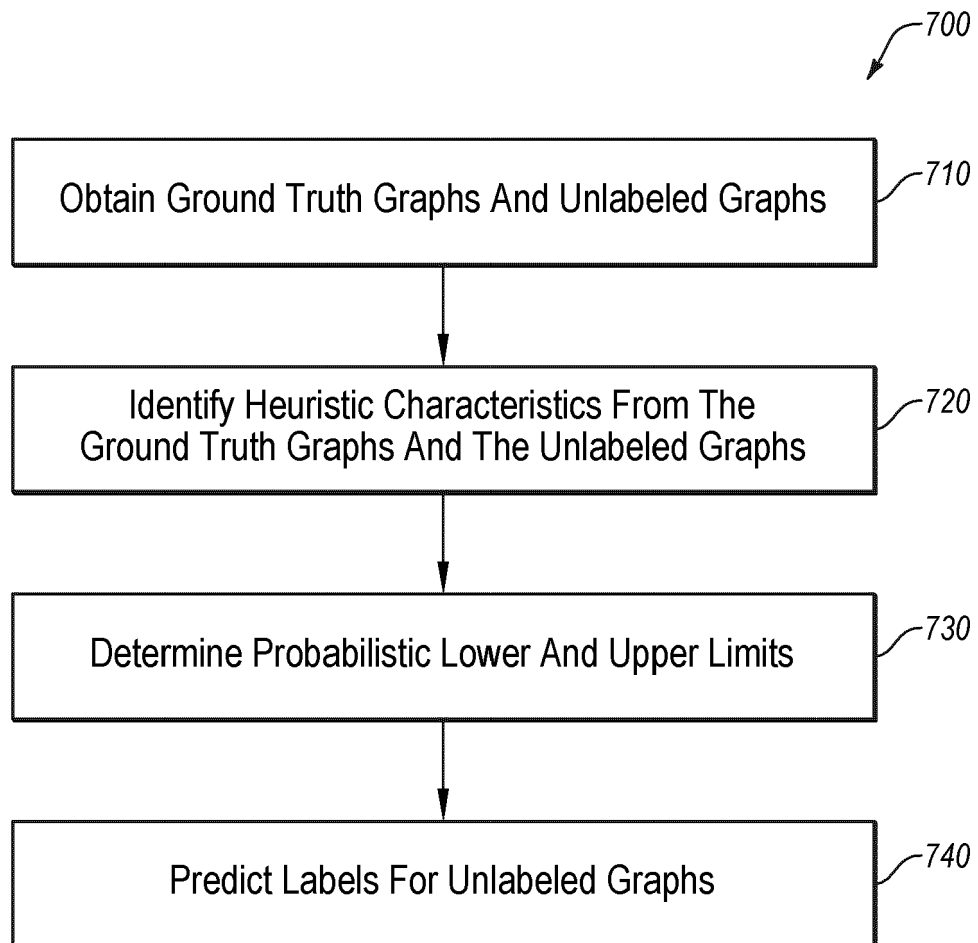 700
Obtain Ground Truth Graphs And Unlabeled Graphs
710
Identify Heuristic Characteristics From The
Ground Truth Graphs And The Unlabeled Graphs
720
Determine Probabilistic Lower And Upper Limits
730
Predict Labels For Unlabeled Graphs
740